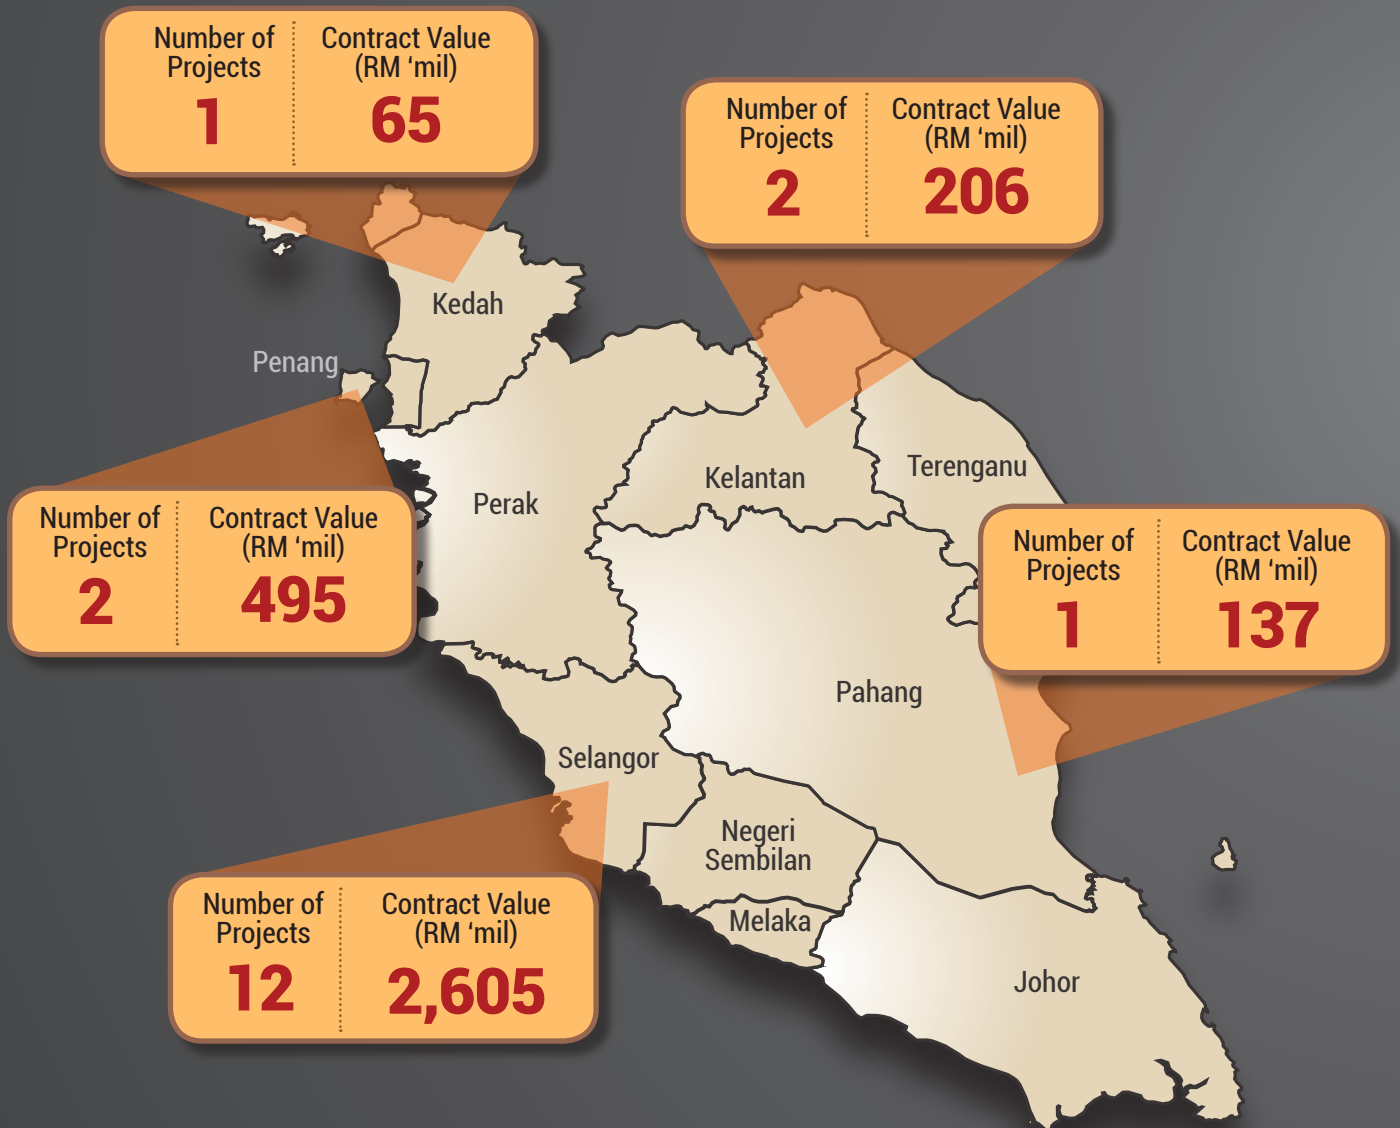 Number of
Projects
1
Contract Value
(RM ‘mil)
65
Number of
Projects
2
Contract Value
(RM ‘mil)
206
Kedah
Penang
Perak
Kelantan
Terenganu
Number of
Projects
2
Contract Value
(RM ‘mil)
495
Number of
Projects
1
Contract Value
(RM ‘mil)
137
Pahang
Selangor
Negeri
Sembilan
Melaka
Number of
Projects
12
Contract Value
(RM ‘mil)
2,605
Johor